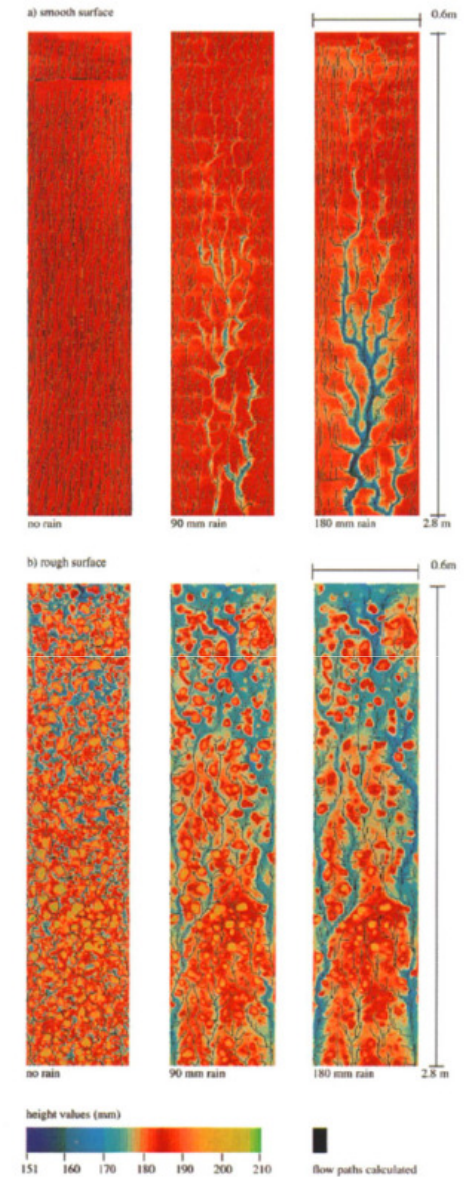 a) smooth surface
0.6m
no rain
90 mm rain
180 mm rain
2.8 m
b) rough surface
0.6m
no rain
90 mm rain
180 mm rain
2.8 m
height values (mm)
151 160 170 180 190 200 210
flow paths calculated